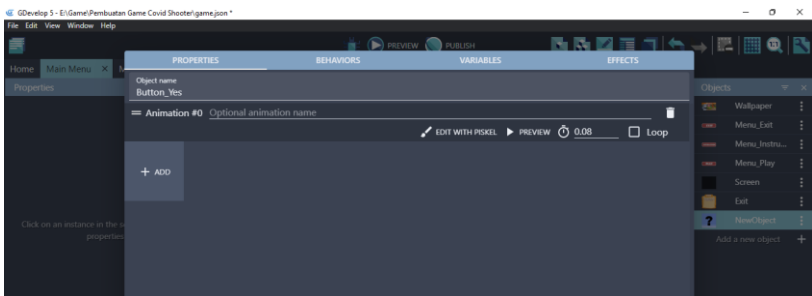 GDevelop 5 - E:\Game\Pembuatan Game Covid Shooter\game.json *
File Edit View Window Help
PREVIEW PUBLISH
Home Main Menu × M
PROPERTIES BEHAVIORS VARIABLES EFFECTS
Properties
Objects
Object name
Button_Yes
Animation #0 Optional animation name
EDIT WITH PISKEL PREVIEW 0.08 Loop
+ ADD
Click on an instance in the s
properties
Wallpaper
Menu_Exit
Menu_Instru...
Menu_Play
Screen
Exit
NewObject
Add a new object +